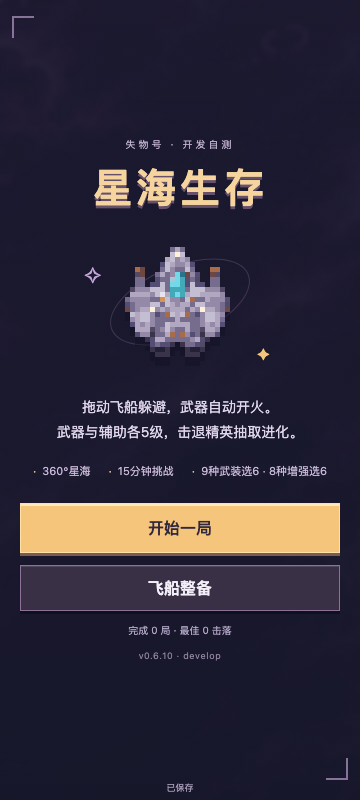 失物号 · 开发自测
星海生存
拖动飞船躲避，武器自动开火。
武器与辅助各5级，击退精英抽取进化。
· 360°星海 · 15分钟挑战 · 9种武装选6 · 8种增强选6
开始一局
飞船整备
完成 0 局 · 最佳 0 击落
v0.6.10 · develop
已保存